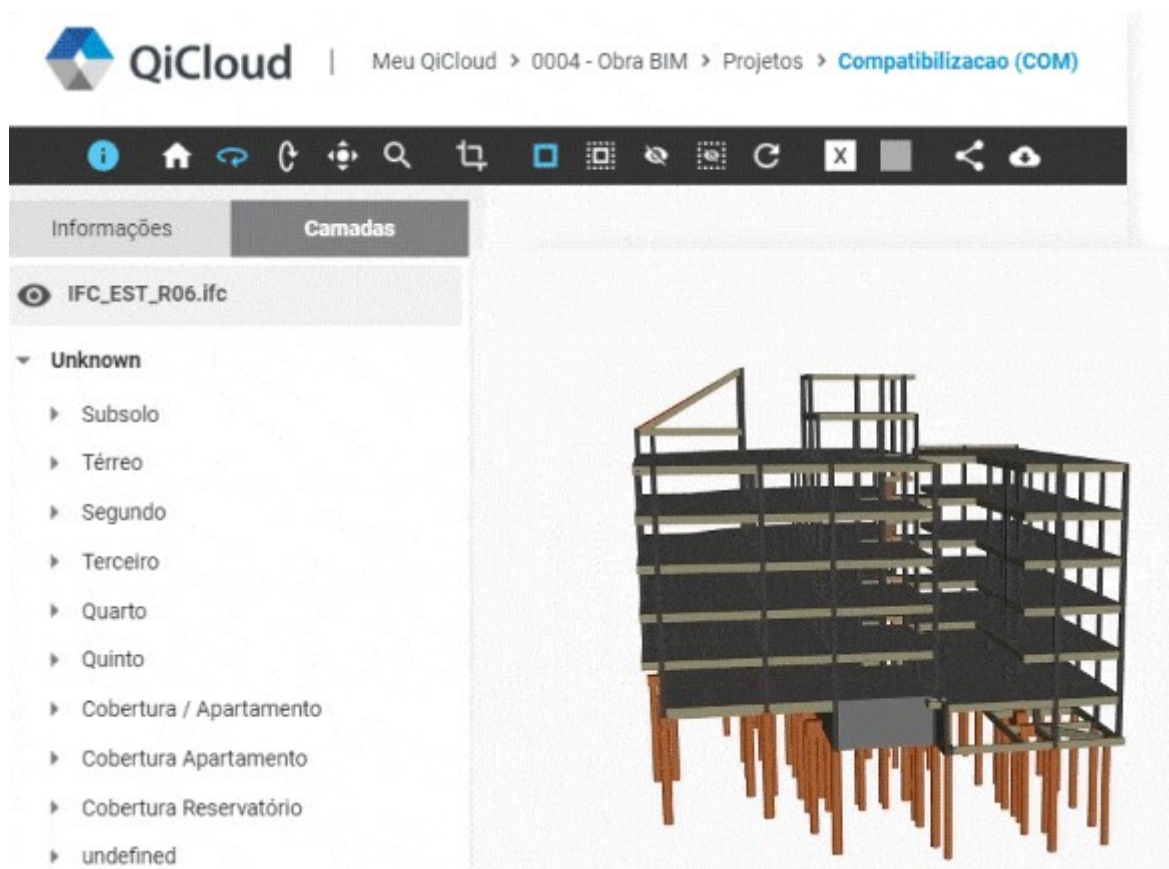 QiCloud | Meu QiCloud > 0004 - Obra BIM > Projetos > Compatibilizacao (COM)
X
Informações Camadas
IFC_EST_R06.ifc
Unknown
Subsolo
Térreo
Segundo
Terceiro
Quarto
Quinto
Cobertura / Apartamento
Cobertura Apartamento
Cobertura Reservatório
undefined